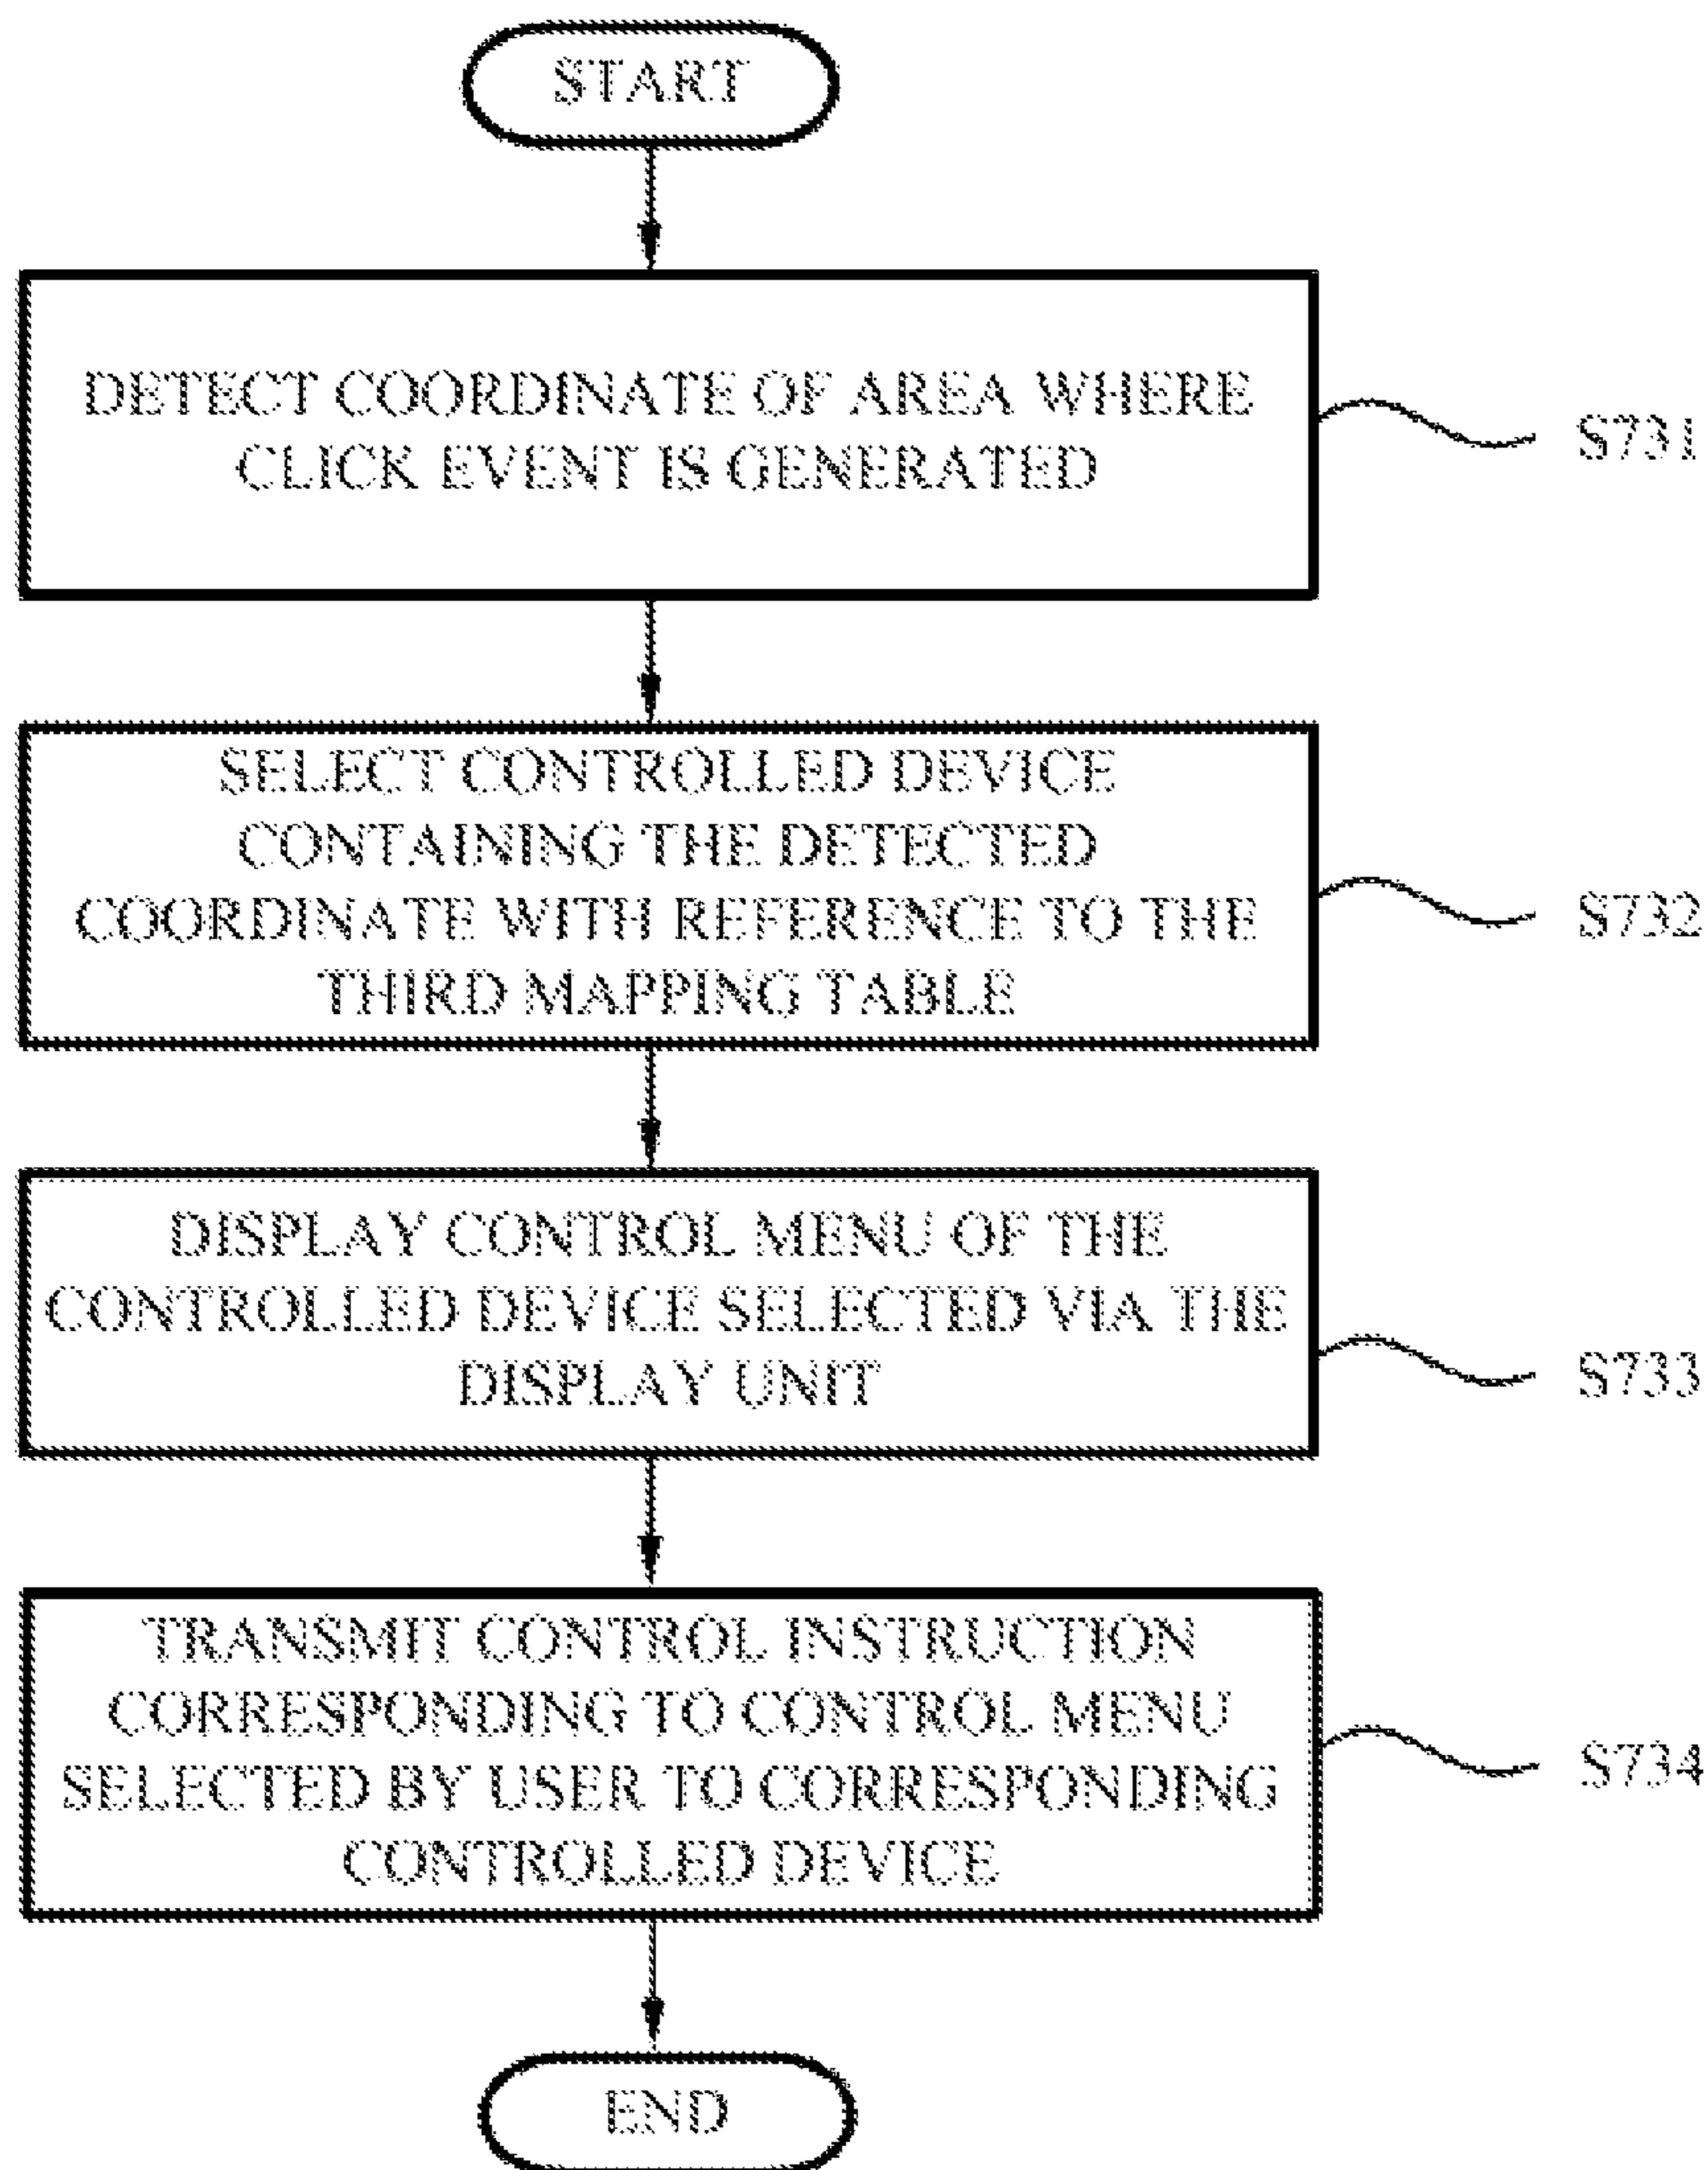 START
DETECT COORDINATE OF AREA WHERE
CLICK EVENT IS GENERATED
S731
SELECT CONTROLLED DEVICE
CONTAINING THE DETECTED
COORDINATE WITH REFERENCE TO THE
THIRD MAPPING TABLE
S732
DISPLAY CONTROL MENU OF THE
CONTROLLED DEVICE SELECTED VIA THE
DISPLAY UNIT
S733
TRANSMIT CONTROL INSTRUCTION
CORRESPONDING TO CONTROL MENU
SELECTED BY USER TO CORRESPONDING
CONTROLLED DEVICE
S734
END